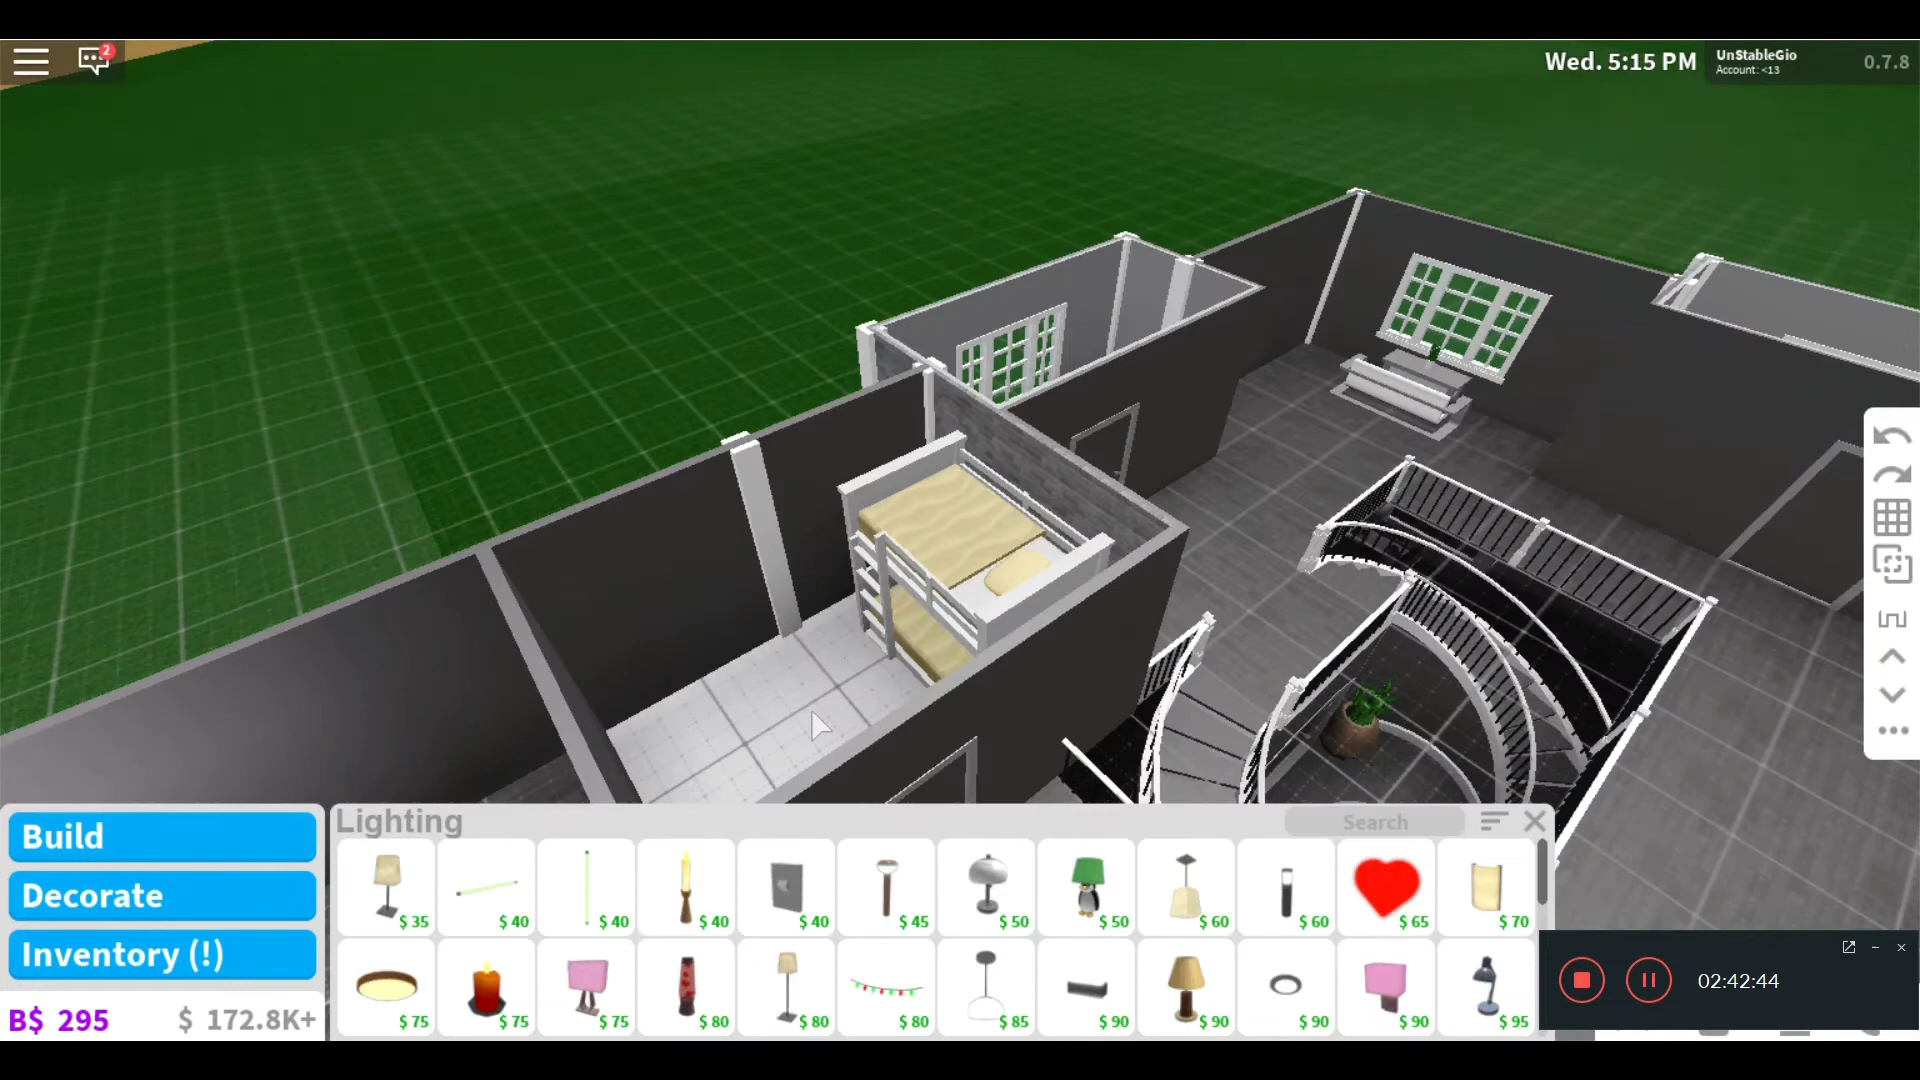 2
Wed. 5:15 PM
UnStableGio
Account: <13
0.7.8
Build
Decorate
Inventory (!)
B$ 295
$ 172.8K+
Lighting
Search
$ 35
$ 40
$ 40
$ 40
$ 40
$ 45
$ 50
$ 50
$ 60
$ 60
$ 65
$ 70
$ 75
$ 75
$ 75
$ 80
$ 80
$ 80
$ 85
$ 90
$ 90
$ 90
$ 90
$ 95
02:42:44